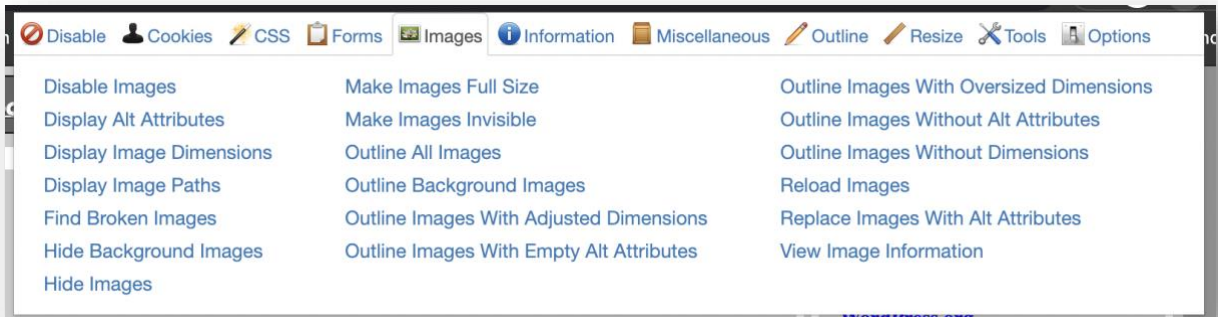 Disable Cookies CSS Forms Images Information Miscellaneous Outline Resize Tools Options
Disable Images
Display Alt Attributes
Display Image Dimensions
Display Image Paths
Find Broken Images
Hide Background Images
Hide Images
Make Images Full Size
Make Images Invisible
Outline All Images
Outline Background Images
Outline Images With Adjusted Dimensions
Outline Images With Empty Alt Attributes
Outline Images With Oversized Dimensions
Outline Images Without Alt Attributes
Outline Images Without Dimensions
Reload Images
Replace Images With Alt Attributes
View Image Information